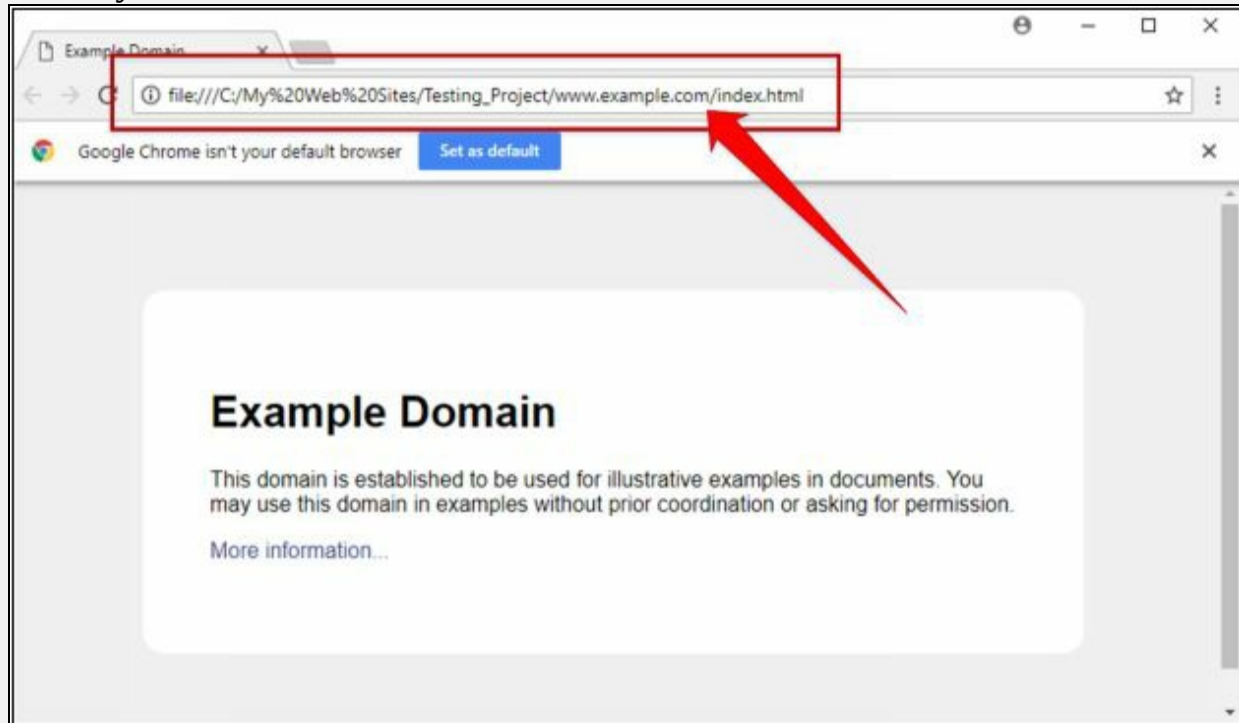 Example Domain
file:///C:/My%20Web%20Sites/Testing_Project/www.example.com/index.html
Google Chrome isn't your default browser Set as default
Example Domain
This domain is established to be used for illustrative examples in documents. You
may use this domain in examples without prior coordination or asking for permission.
More information...